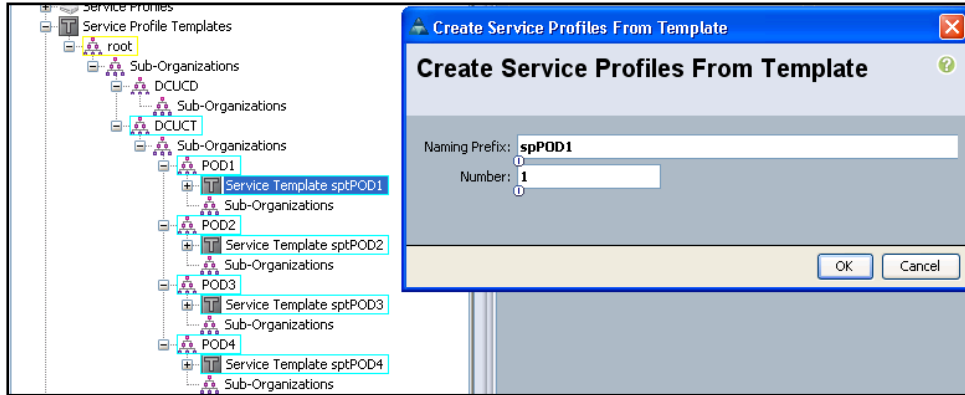 Service Profiles
Service Profile Templates
root
Sub-Organizations
DCUCD
Sub-Organizations
DCUCT
Sub-Organizations
POD1
Service Template sptPOD1
Sub-Organizations
POD2
Service Template sptPOD2
Sub-Organizations
POD3
Service Template sptPOD3
Sub-Organizations
POD4
Service Template sptPOD4
Sub-Organizations
Create Service Profiles From Template
Create Service Profiles From Template
Naming Prefix: spPOD1
Number: 1
OK Cancel